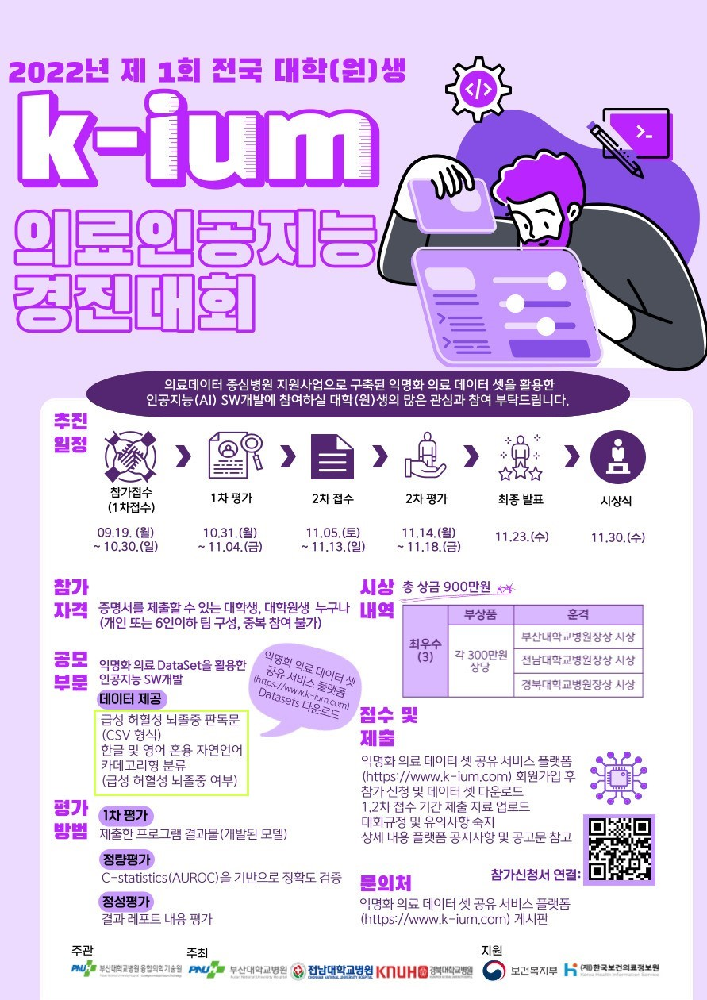 2022년 제 1회 전국 대학(원)생
k-ium
의료인공지능
경진대회
</>
>-
의료데이터 중심병원 지원사업으로 구축된 익명화 의료 데이터 셋을 활용한
인공지능(AI) SW개발에 참여하실 대학(원)생의 많은 관심과 참여 부탁드립니다.
추진
일정
참가접수
(1차접수)
1차 평가
2차 접수
2차 평가
최종 발표
시상식
09.19. (월)
~ 10.30.(일)
10.31.(월)
~ 11.04.(금)
11.05.(토)
~ 11.13.(일)
11.14.(월)
~ 11.18.(금)
11.23.(수)
11.30.(수)
참가
자격
증명서를 제출할 수 있는 대학생, 대학원생 누구나
(개인 또는 6인이하 팀 구성, 중복 참여 불가)
공모
부문
익명화 의료 DataSet을 활용한
인공지능 SW개발
데이터 제공
급성 허혈성 뇌졸중 판독문
(CSV 형식)
한글 및 영어 혼용 자연언어
카데고리형 분류
(급성 허혈성 뇌졸중 여부)
익명화 의료 데이터 셋
공유 서비스 플랫폼
(https://www.k-ium.com)
Datasets 다운로드
평가
방법
1차 평가
제출한 프로그램 결과물(개발된 모델)
정량평가
C-statistics(AUROC)을 기반으로 정확도 검증
정성평가
결과 레포트 내용 평가
시상
내역
총 상금 900만원
부상품
훈격
최우수
(3)
각 300만원
상당
부산대학교병원장상 시상
전남대학교병원장상 시상
경북대학교병원장상 시상
접수 및
제출
익명화 의료 데이터 셋 공유 서비스 플랫폼
(https://www.k-ium.com) 회원가입 후
참가 신청 및 데이터 셋 다운로드
1,2차 접수 기간 제출 자료 업로드
대회규정 및 유의사항 숙지
상세 내용 플랫폼 공지사항 및 공고문 참고
참가신청서 연결:
문의처
익명화 의료 데이터 셋 공유 서비스 플랫폼
(https://www.k-ium.com) 게시판
주관
PNUH 부산대학교병원 융합의학기술원
주최
PNUH 부산대학교병원
Pusan National University Hospital
전남대학교병원
CHONNAM NATIONAL UNIVERSITY HOSPITAL
KNUH 경북대학교병원
지원
보건복지부
(재)한국보건의료정보원
Korea Health Information Service